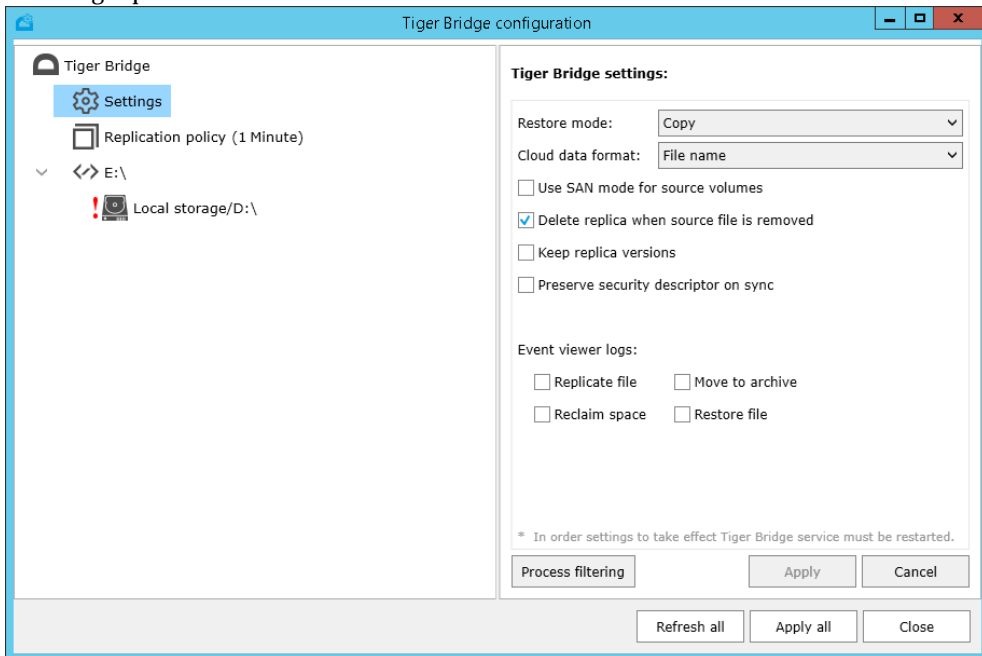 Tiger Bridge configuration
Tiger Bridge
Settings
Replication policy (1 Minute)
E:\
Local storage/D:\
Tiger Bridge settings:
Restore mode: Copy
Cloud data format: File name
Use SAN mode for source volumes
Delete replica when source file is removed
Keep replica versions
Preserve security descriptor on sync
Event viewer logs:
Replicate file Move to archive
Reclaim space Restore file
* In order settings to take effect Tiger Bridge service must be restarted.
Process filtering Apply Cancel
Refresh all Apply all Close